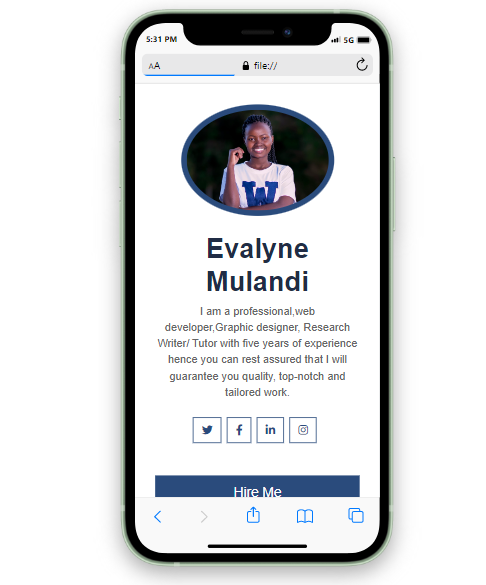 5:31 PM 5G
AA file://
W
Evalyne
Mulandi
I am a professional,web
developer,Graphic designer, Research
Writer/ Tutor with five years of experience
hence you can rest assured that I will
guarantee you quality, top-notch and
tailored work.
Hire Me